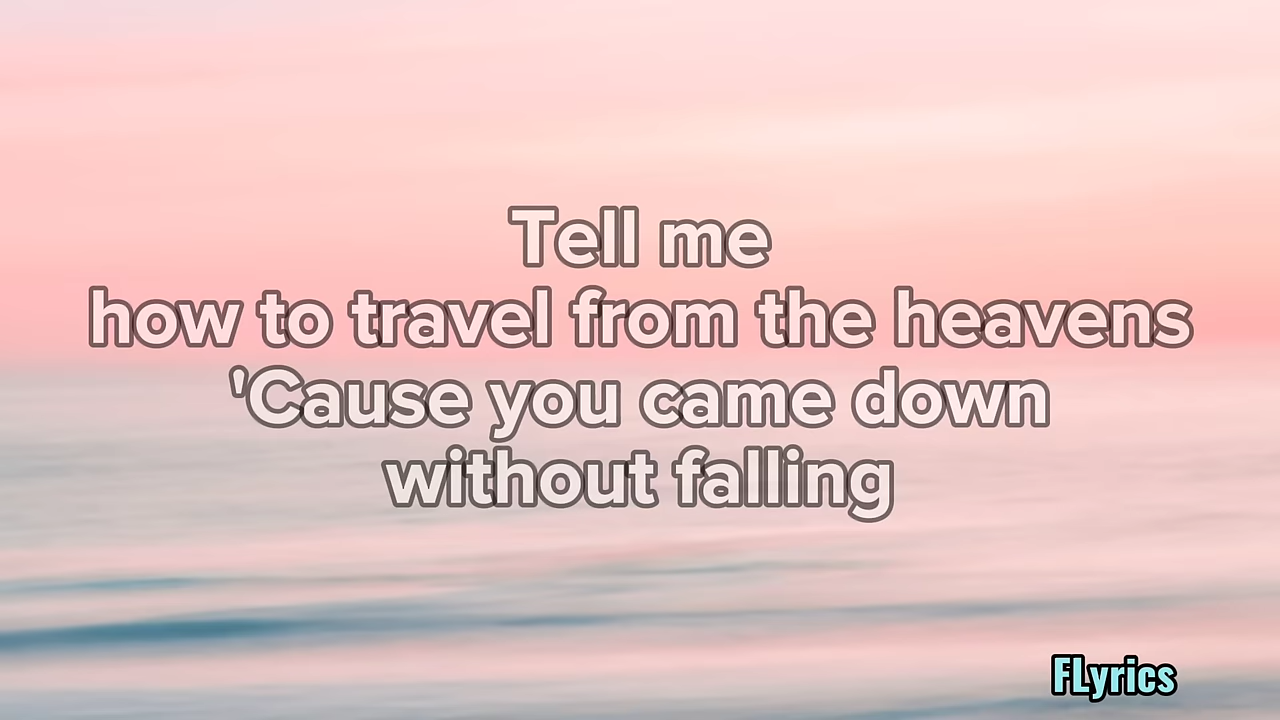 Tell me
how to travel from the heavens
'Cause you came down
without falling
FLyrics